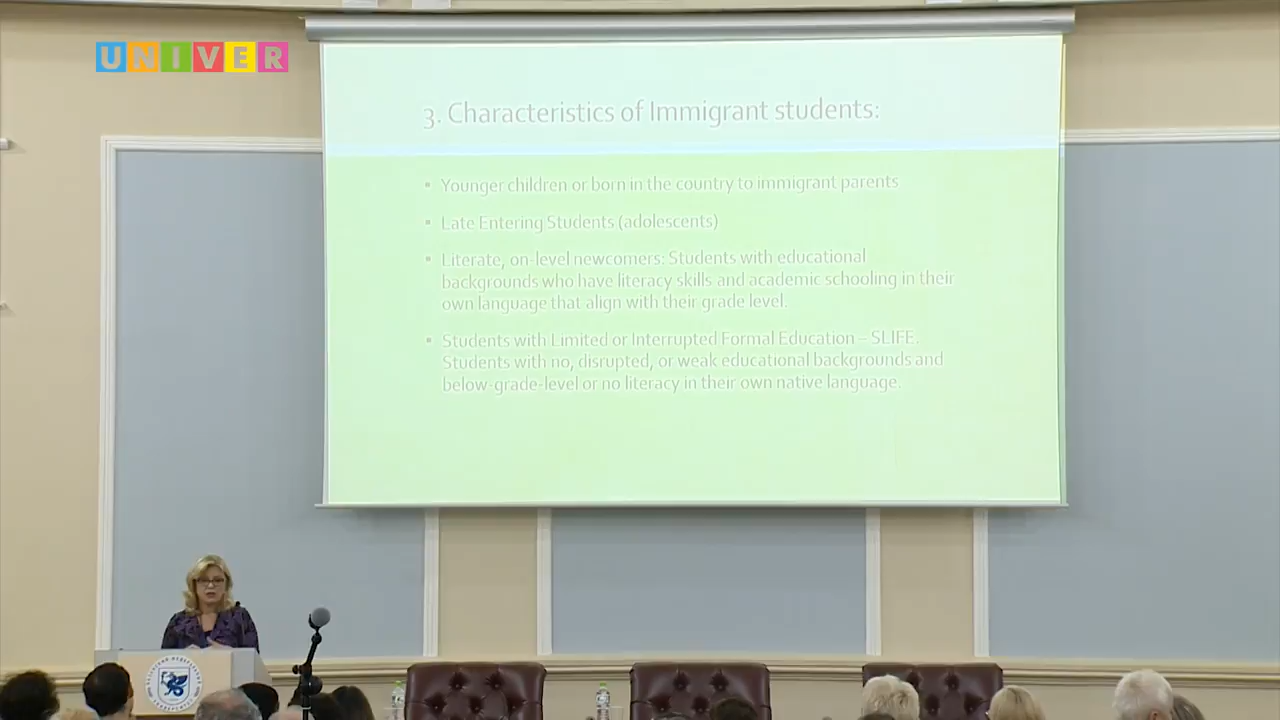 UNIVER
3. Characteristics of Immigrant students:
▪ Younger children or born in the country to immigrant parents
▪ Late Entering Students (adolescents)
▪ Literate, on-level newcomers: Students with educational
backgrounds who have literacy skills and academic schooling in their
own language that align with their grade level.
▪ Students with Limited or Interrupted Formal Education – SLIFE.
Students with no, disrupted, or weak educational backgrounds and
below-grade-level or no literacy in their own native language.